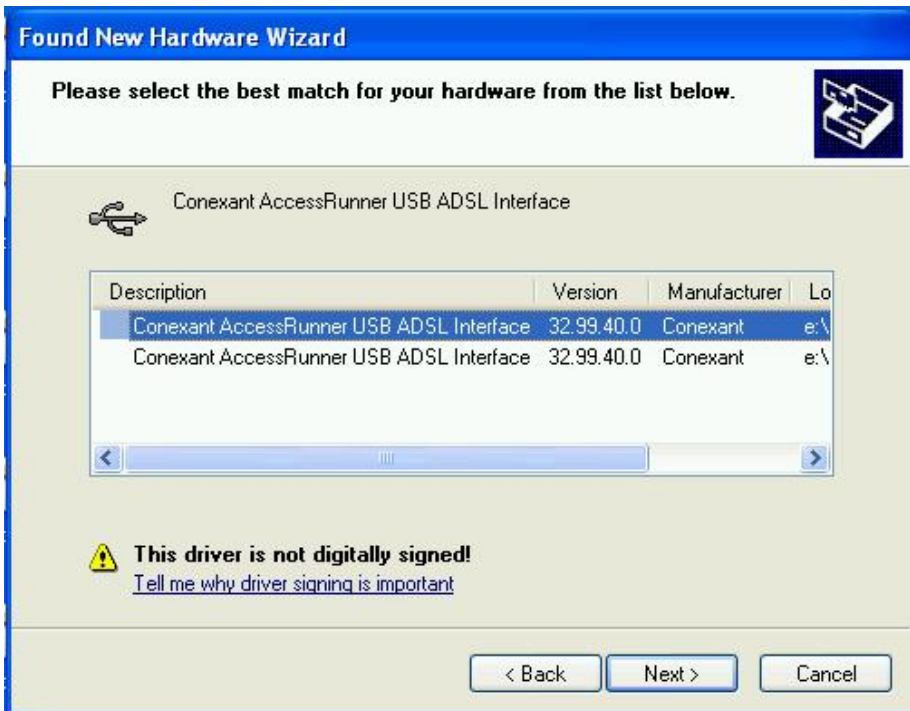 Found New Hardware Wizard
Please select the best match for your hardware from the list below.
Conexant AccessRunner USB ADSL Interface
Description Version Manufacturer Lo
Conexant AccessRunner USB ADSL Interface 32.99.40.0 Conexant e:\
Conexant AccessRunner USB ADSL Interface 32.99.40.0 Conexant e:\
This driver is not digitally signed!
Tell me why driver signing is important
< Back Next > Cancel